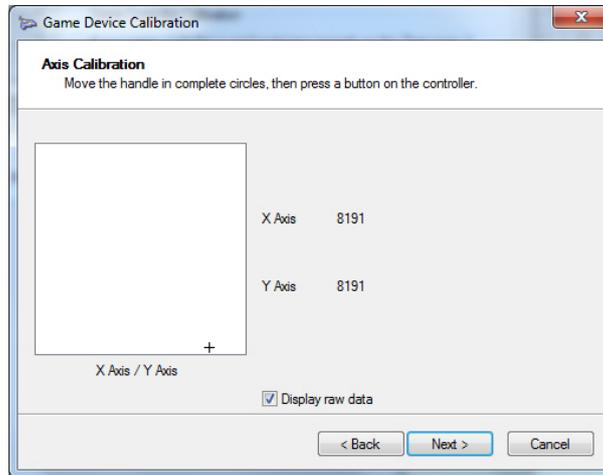 Game Device Calibration
Axis Calibration
Move the handle in complete circles, then press a button on the controller.
X Axis 8191
Y Axis 8191
X Axis / Y Axis
Display raw data
< Back Next > Cancel